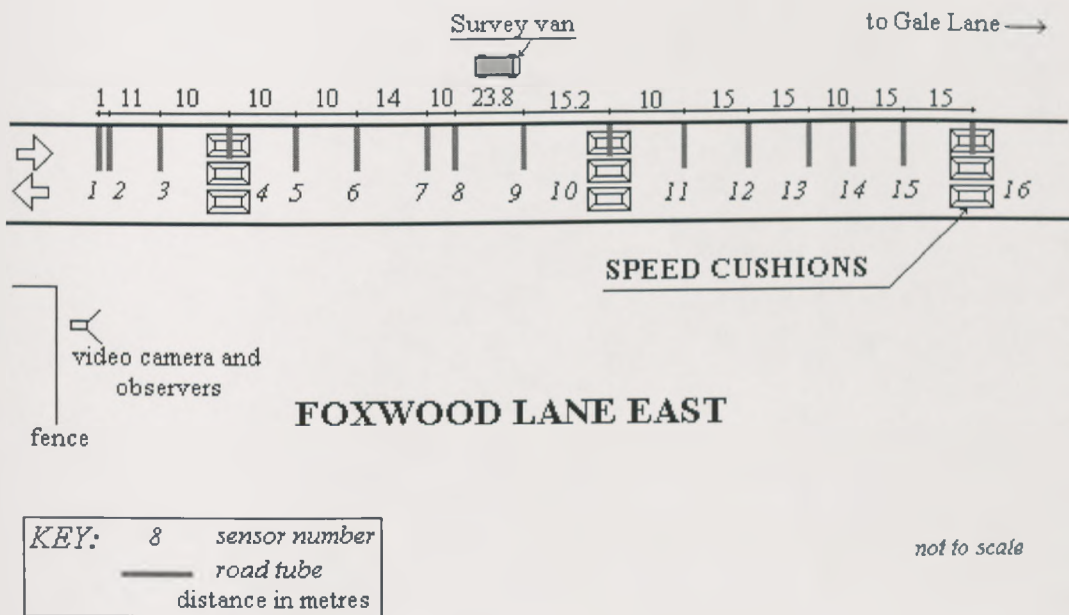 Survey van
to Gale Lane
1 11 10 10 10 14 10 23.8 15.2 10 15 15 10 15 15
1 2 3 4 5 6 7 8 9 10 11 12 13 14 15 16
SPEED CUSHIONS
video camera and
observers
FOXWOOD LANE EAST
fence
KEY: 8 sensor number
road tube
distance in metres
not to scale